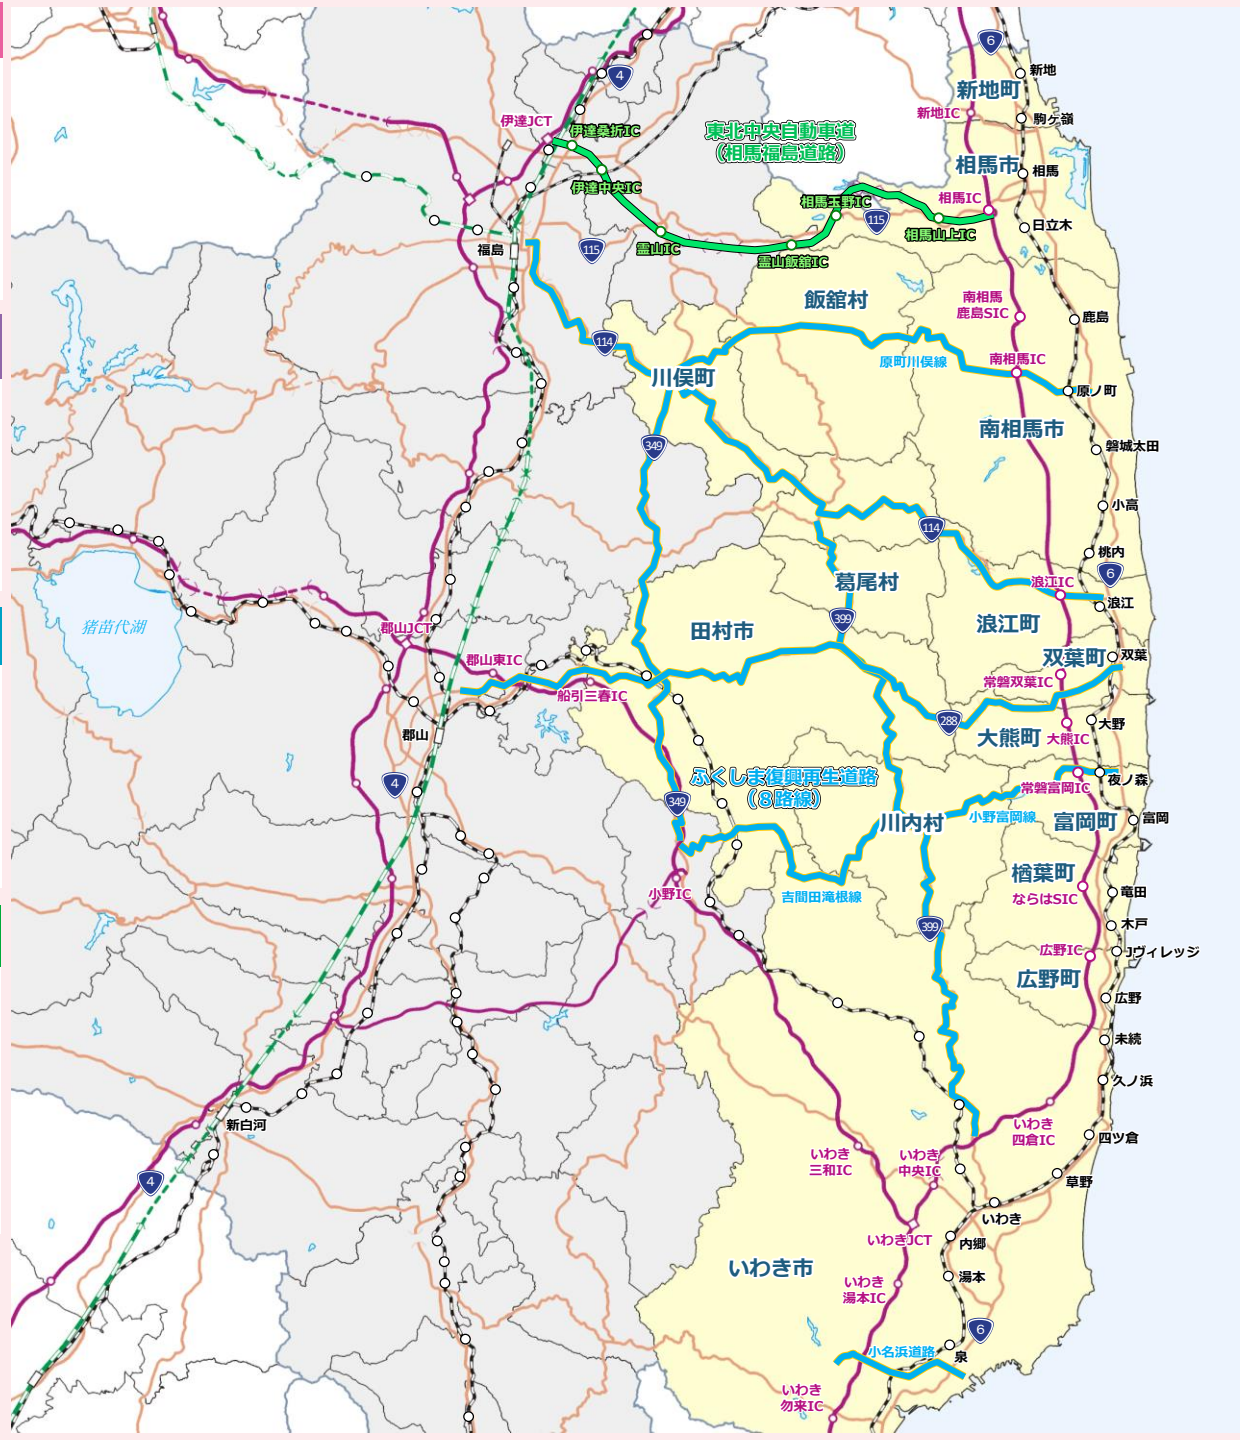 6
新地
4
新地町
新地IC
駒ヶ嶺
伊達JCT
伊達桑折IC
東北中央自動車道
(相馬福島道路)
相馬市
相馬
伊達中央IC
相馬玉野IC
相馬IC
115
相馬山上IC
日立木
福島
115
霊山IC
霊山飯舘IC
飯舘村
南相馬
鹿島SIC
鹿島
114
原町川俣線
南相馬IC
川俣町
原ノ町
南相馬市
349
磐城太田
小高
114
桃内
6
葛尾村
浪江IC
浪江
猪苗代湖
郡山JCT
田村市
399
浪江町
郡山東IC
双葉町
双葉
船引三春IC
常磐双葉IC
288
大野
郡山
大熊町
大熊IC
4
ふくしま復興再生道路
(8路線)
夜ノ森
常磐富岡IC
349
川内村
小野富岡線
富岡町
富岡
楢葉町
小野IC
吉間田滝根線
ならはSIC
竜田
399
木戸
広野IC
Jヴィレッジ
広野町
広野
末続
久ノ浜
新白河
いわき
四倉IC
四ツ倉
いわき
三和IC
いわき
中央IC
4
草野
いわき
いわきJCT
内郷
いわき市
湯本
いわき
湯本IC
6
小名浜道路
泉
いわき
勿来IC